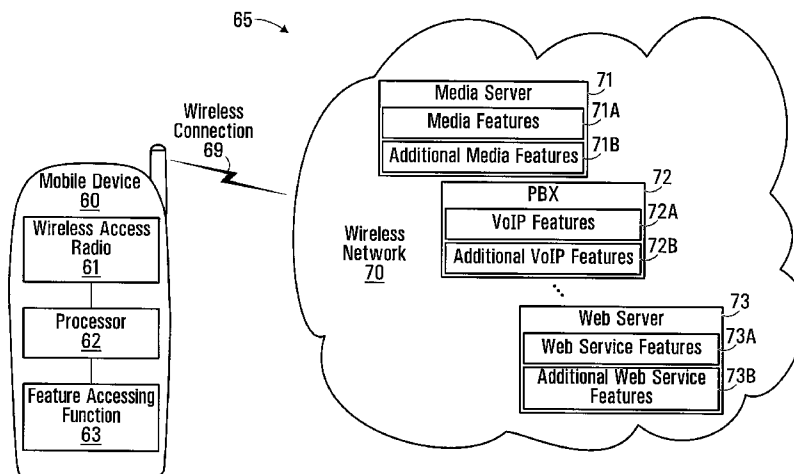 65
Wireless
Connection
69
Mobile Device
60
Wireless Access
Radio
61
Processor
62
Feature Accessing
Function
63
Wireless
Network
70
Media Server
71
Media Features
71A
Additional Media Features
71B
PBX
72
VoIP Features
72A
Additional VoIP Features
72B
Web Server
73
Web Service Features
73A
Additional Web Service
Features
73B